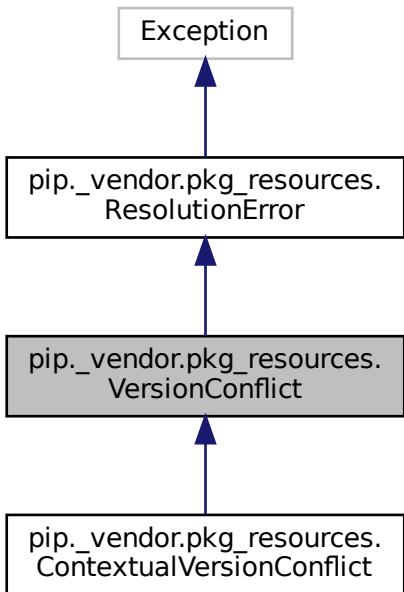 Exception
pip._vendor.pkg_resources.
ResolutionError
pip._vendor.pkg_resources.
VersionConflict
pip._vendor.pkg_resources.
ContextualVersionConflict